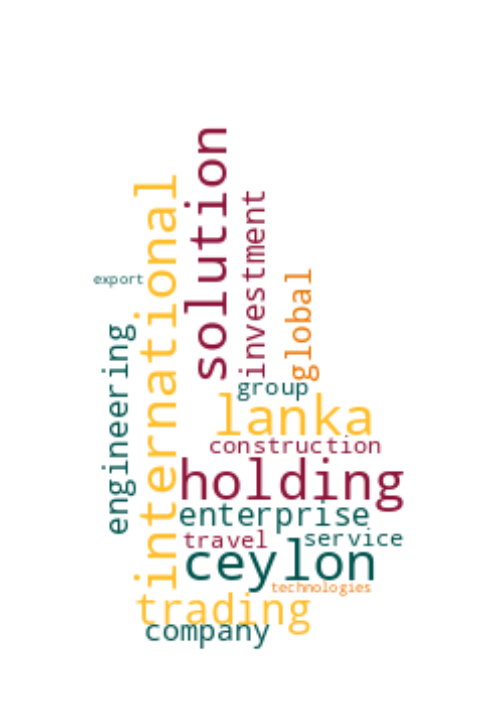 solution
international
investment
global
export
engineering
group
lanka
construction
holding
enterprise
travel
service
ceylon
technologies
trading
company